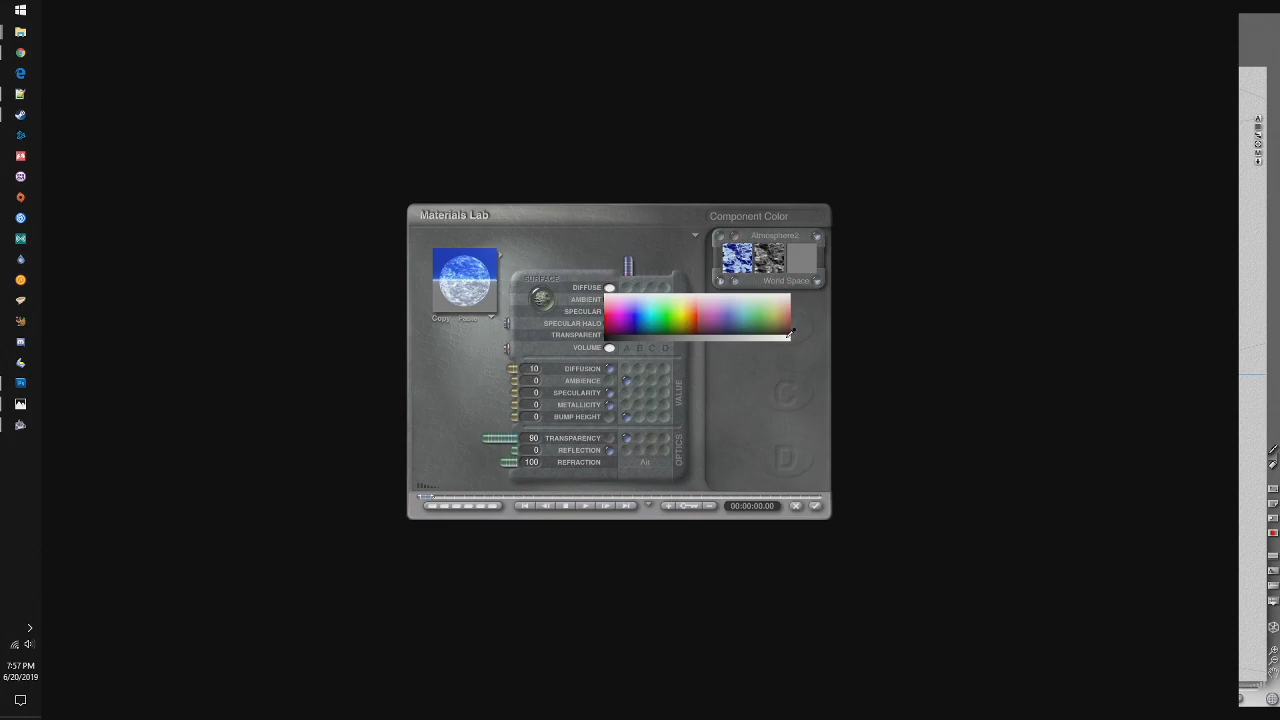 Materials Lab
Component Color
Atmosphere2
World Space
Copy Paste
SURFACE
DIFFUSE
AMBIENT
SPECULAR
SPECULAR HALO
TRANSPARENT
VOLUME A B C D
10 DIFFUSION
0 AMBIENCE
0 SPECULARITY
0 METALLICITY
0 BUMP HEIGHT
VALUE
90 TRANSPARENCY
0 REFLECTION
100 REFRACTION Air
OPTICS
C
D
00:00:00.00
7:57 PM
6/20/2019